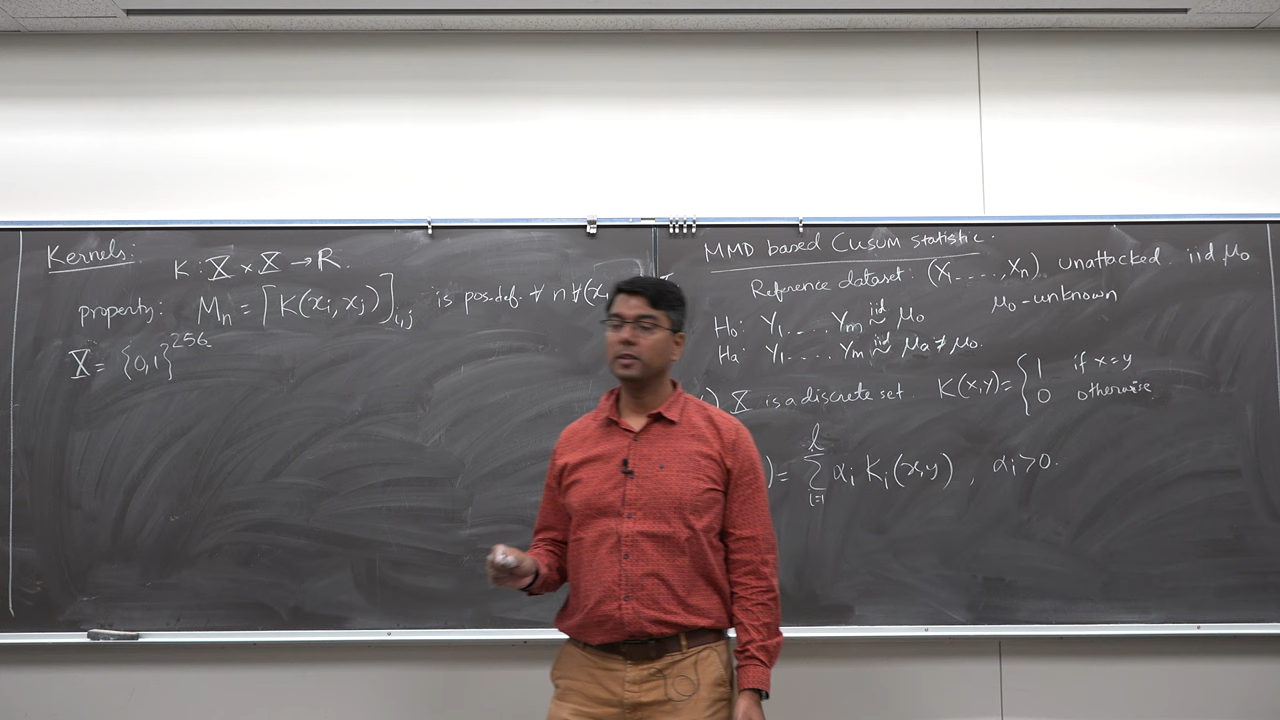 Kernels:
K : X × X → R.
property: Mₙ = [K(xᵢ, xⱼ)]ᵢ,ⱼ is pos.def. ∀ n ∀(x₁
X = {0,1}²⁵⁶
MMD based CUSUM statistic.
Reference dataset: (X₁, ..., Xₙ) unattacked. iid μ₀
μ₀ - unknown
H₀: Y₁ .... Yₘ iid ~ μ₀
Hₐ: Y₁ .... Yₘ iid ~ μₐ ≠ μ₀.
) X is a discrete set. K(x,y) = { 1 if x=y
0 otherwise.
) = ∑ᵢ₌₁ˡ αᵢ Kᵢ(x,y), αᵢ > 0.